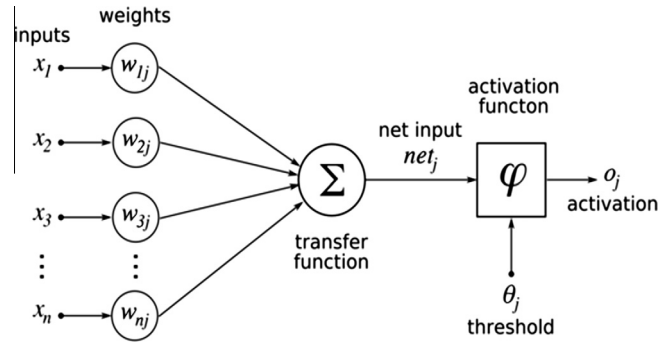 weights
inputs
x1
w1j
x2
w2j
x3
w3j
xn
wnj
Σ
transfer
function
net input
netj
activation
functon
φ
oj
activation
θj
threshold